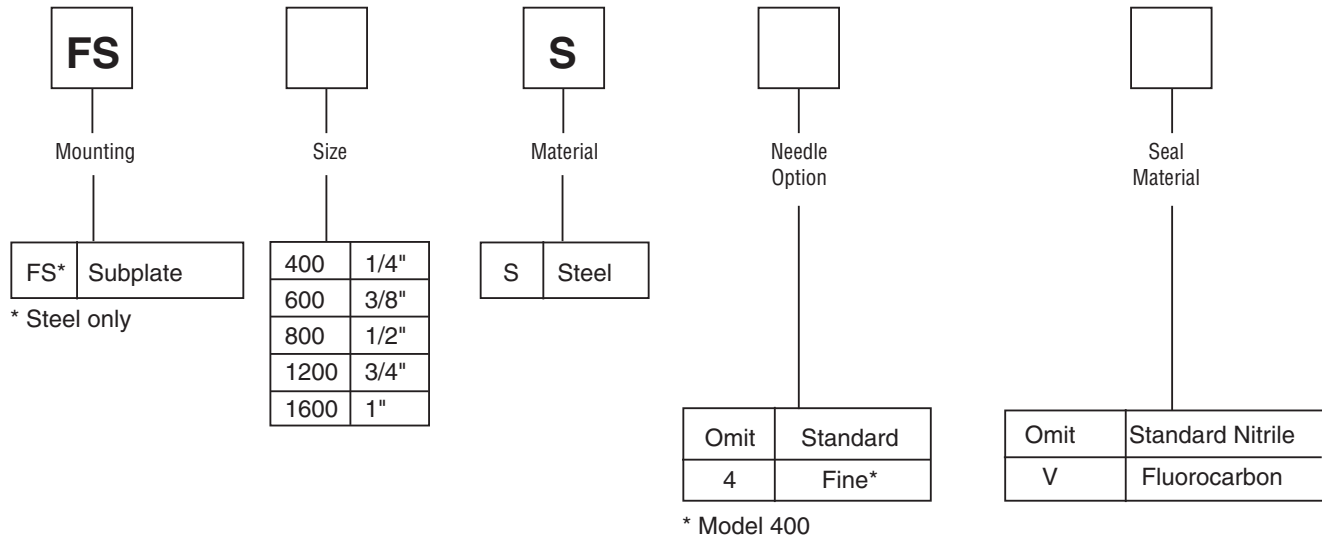 FS
S
Mounting
Size
Material
Needle
Option
Seal
Material
FS* Subplate
* Steel only
400 1/4"
600 3/8"
800 1/2"
1200 3/4"
1600 1"
S Steel
Omit Standard
4 Fine*
* Model 400
Omit Standard Nitrile
V Fluorocarbon